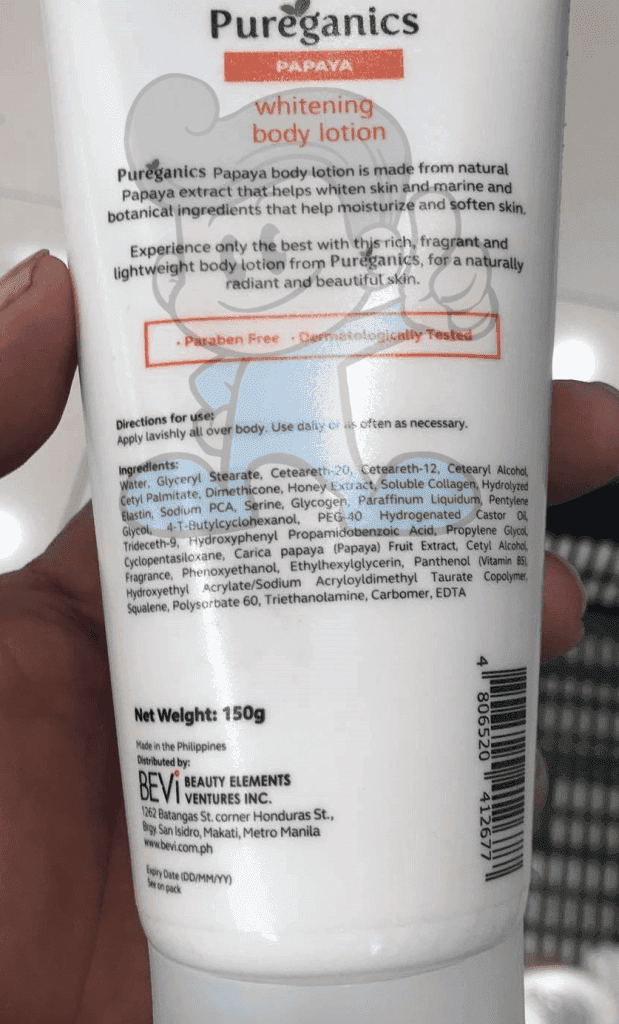 Pureganics
PAPAYA
whitening
body lotion
Pureganics Papaya body lotion is made from natural
Papaya extract that helps whiten skin and marine and
botanical ingredients that help moisturize and soften skin.
Experience only the best with this rich, fragrant and
lightweight body lotion from Pureganics, for a naturally
radiant and beautiful skin.
• Paraben Free • Dermatologically Tested
Directions for use:
Apply lavishly all over body. Use daily or as often as necessary.
Ingredients:
Water, Glyceryl Stearate, Ceteareth-20, Ceteareth-12, Cetearyl Alcohol,
Cetyl Palmitate, Dimethicone, Honey Extract, Soluble Collagen, Hydrolyzed
Elastin, Sodium PCA, Serine, Glycogen, Paraffinum Liquidum, Pentylene
Glycol, 4-T-Butylcyclohexanol, PEG-40 Hydrogenated Castor Oil,
Trideceth-9, Hydroxyphenyl Propamidobenzoic Acid, Propylene Glycol,
Cyclopentasiloxane, Carica papaya (Papaya) Fruit Extract, Cetyl Alcohol,
Fragrance, Phenoxyethanol, Ethylhexylglycerin, Panthenol (Vitamin B5),
Hydroxyethyl Acrylate/Sodium Acryloyldimethyl Taurate Copolymer,
Squalene, Polysorbate 60, Triethanolamine, Carbomer, EDTA
Net Weight: 150g
Made in the Philippines
Distributed by:
BEVi BEAUTY ELEMENTS
VENTURES INC.
1262 Batangas St. corner Honduras St.,
Brgy. San Isidro, Makati, Metro Manila
www.bevi.com.ph
Expiry Date (DD/MM/YY)
See on pack
4 806520 412677